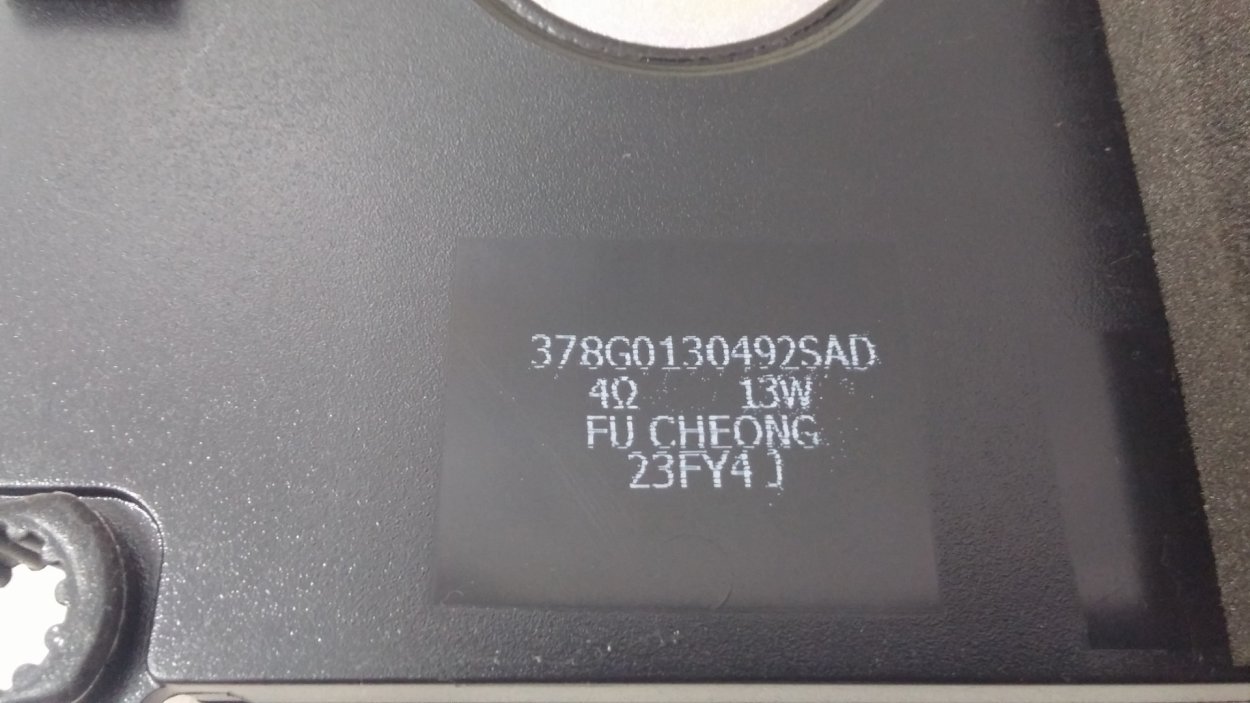 378G0130492SAD
4Ω 13W
FU CHEONG
23FY4 J